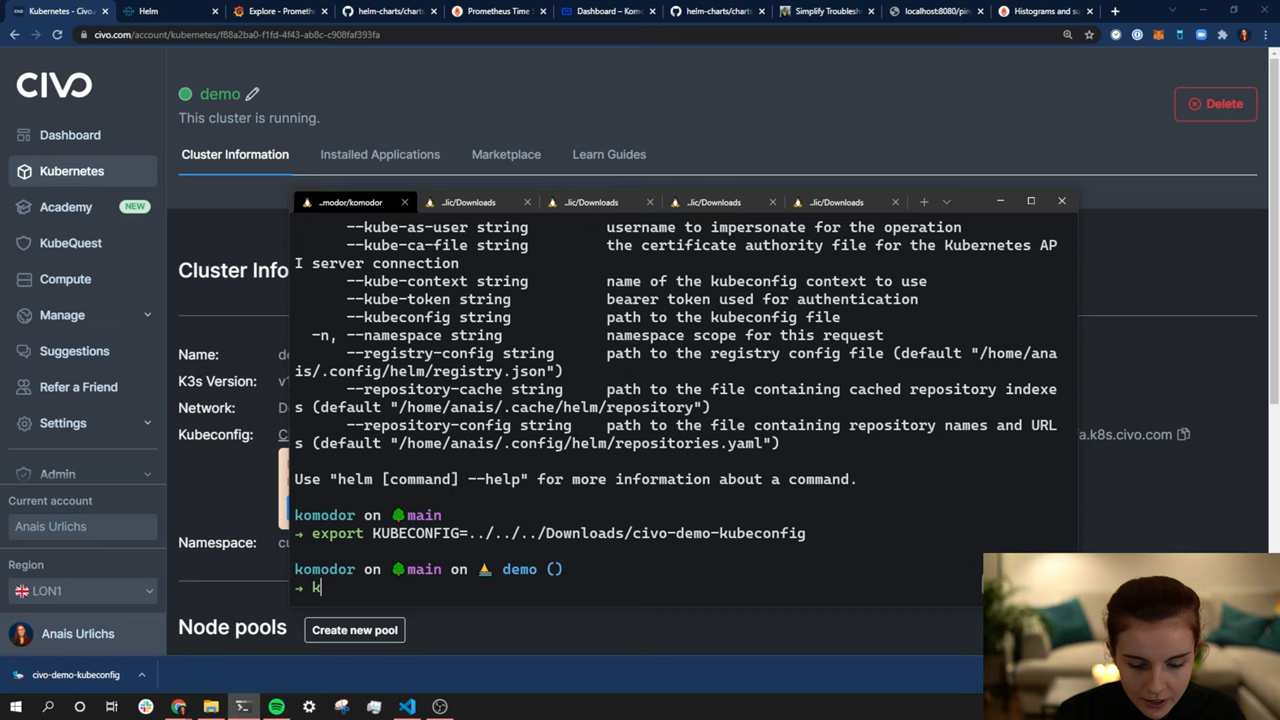 Kubernetes - Civo.
Helm
Explore - Prometh
helm-charts/charts
Prometheus Time S
Dashboard – Komo
helm-charts/charts
Simplify Troublesh
localhost:8080/pin
Histograms and su
civo.com/account/kubernetes/f88a2ba0-f1fd-4f43-ab8c-c908faf393fa
CIVO
demo
This cluster is running.
Delete
Dashboard
Kubernetes
Academy NEW
KubeQuest
Compute
Manage
Suggestions
Refer a Friend
Settings
Admin
Current account
Anais Urlichs
Region
LON1
Anais Urlichs
Cluster Information
Installed Applications
Marketplace
Learn Guides
Cluster Info
Name: de
K3s Version: v1
Network: De
Kubeconfig:
a.k8s.civo.com
Namespace: cu
Node pools
Create new pool
..modor/komodor
..lic/Downloads
..lic/Downloads
..lic/Downloads
..lic/Downloads
--kube-as-user string username to impersonate for the operation
--kube-ca-file string the certificate authority file for the Kubernetes AP
I server connection
--kube-context string name of the kubeconfig context to use
--kube-token string bearer token used for authentication
--kubeconfig string path to the kubeconfig file
-n, --namespace string namespace scope for this request
--registry-config string path to the registry config file (default "/home/ana
is/.config/helm/registry.json")
--repository-cache string path to the file containing cached repository indexe
s (default "/home/anais/.cache/helm/repository")
--repository-config string path to the file containing repository names and URL
s (default "/home/anais/.config/helm/repositories.yaml")
Use "helm [command] --help" for more information about a command.
komodor on main
→ export KUBECONFIG=../../../Downloads/civo-demo-kubeconfig
komodor on main on demo ()
→ k
civo-demo-kubeconfig